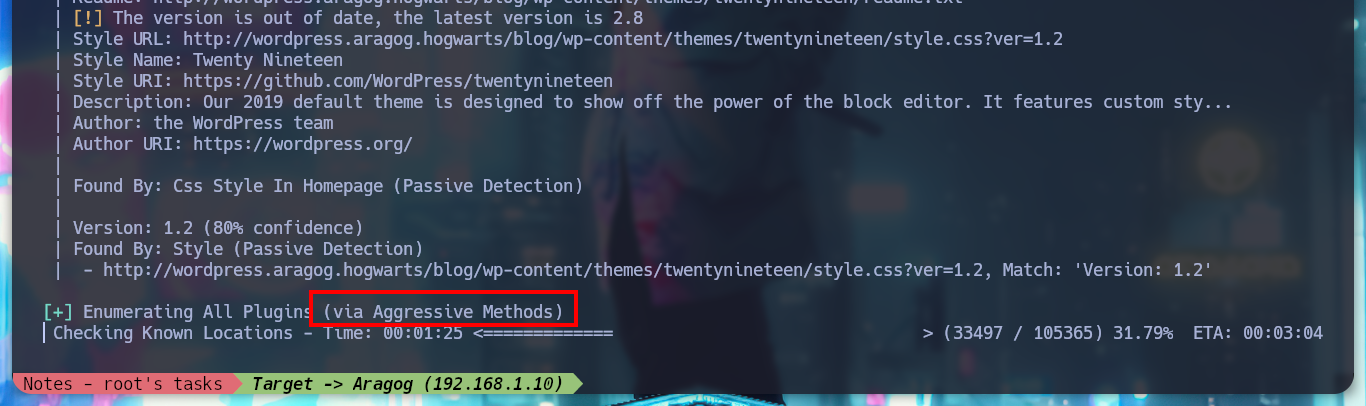 | Readme: http://wordpress.aragog.hogwarts/blog/wp-content/themes/twentynineteen/readme.txt
| [!] The version is out of date, the latest version is 2.8
| Style URL: http://wordpress.aragog.hogwarts/blog/wp-content/themes/twentynineteen/style.css?ver=1.2
| Style Name: Twenty Nineteen
| Style URI: https://github.com/WordPress/twentynineteen
| Description: Our 2019 default theme is designed to show off the power of the block editor. It features custom sty...
| Author: the WordPress team
| Author URI: https://wordpress.org/
|
| Found By: Css Style In Homepage (Passive Detection)
|
| Version: 1.2 (80% confidence)
| Found By: Style (Passive Detection)
|  - http://wordpress.aragog.hogwarts/blog/wp-content/themes/twentynineteen/style.css?ver=1.2, Match: 'Version: 1.2'
[+] Enumerating All Plugins (via Aggressive Methods)
Checking Known Locations - Time: 00:01:25 <============= > (33497 / 105365) 31.79%  ETA: 00:03:04
Notes - root's tasks Target -> Aragog (192.168.1.10)